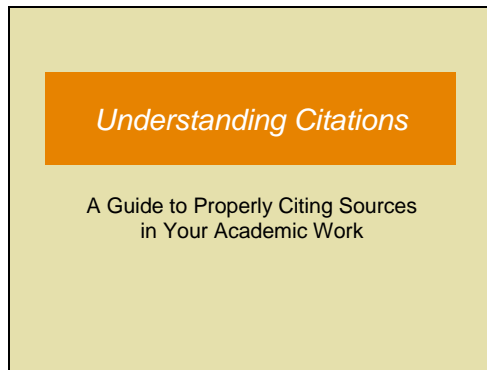 Understanding Citations
A Guide to Properly Citing Sources
in Your Academic Work